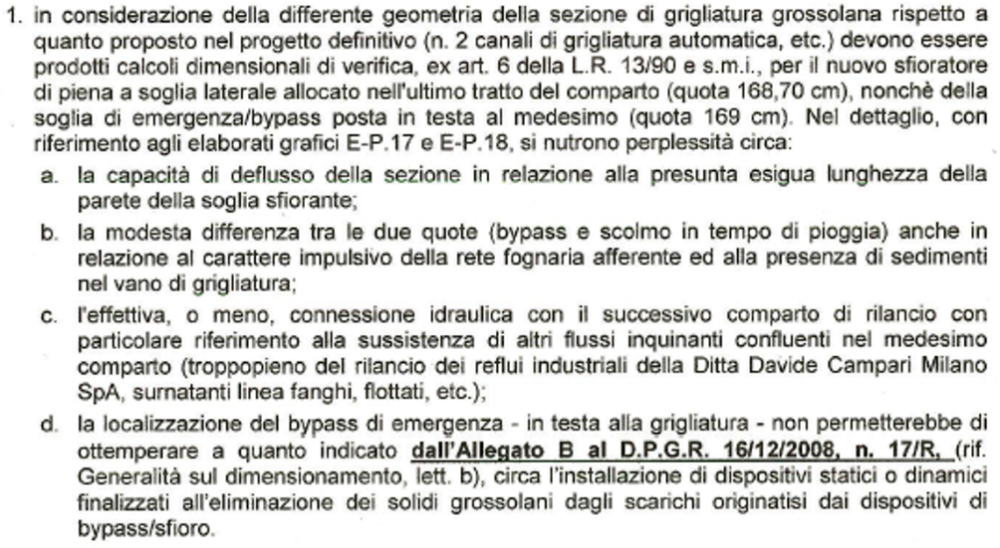 1. in considerazione della differente geometria della sezione di grigliatura grossolana rispetto a
quanto proposto nel progetto definitivo (n. 2 canali di grigliatura automatica, etc.) devono essere
prodotti calcoli dimensionali di verifica, ex art. 6 della L.R. 13/90 e s.m.i., per il nuovo sfioratore
di piena a soglia laterale allocato nell'ultimo tratto del comparto (quota 168,70 cm), nonchè della
soglia di emergenza/bypass posta in testa al medesimo (quota 169 cm). Nel dettaglio, con
riferimento agli elaborati grafici E-P.17 e E-P.18, si nutrono perplessità circa:
a. la capacità di deflusso della sezione in relazione alla presunta esigua lunghezza della
parete della soglia sfiorante;
b. la modesta differenza tra le due quote (bypass e scolmo in tempo di pioggia) anche in
relazione al carattere impulsivo della rete fognaria afferente ed alla presenza di sedimenti
nel vano di grigliatura;
c. l'effettiva, o meno, connessione idraulica con il successivo comparto di rilancio con
particolare riferimento alla sussistenza di altri flussi inquinanti confluenti nel medesimo
comparto (troppopieno del rilancio dei reflui industriali della Ditta Davide Campari Milano
SpA, surnatanti linea fanghi, flottati, etc.);
d. la localizzazione del bypass di emergenza - in testa alla grigliatura - non permetterebbe di
ottemperare a quanto indicato dall'Allegato B al D.P.G.R. 16/12/2008, n. 17/R, (rif.
Generalità sul dimensionamento, lett. b), circa l'installazione di dispositivi statici o dinamici
finalizzati all'eliminazione dei solidi grossolani dagli scarichi originatisi dai dispositivi di
bypass/sfioro.